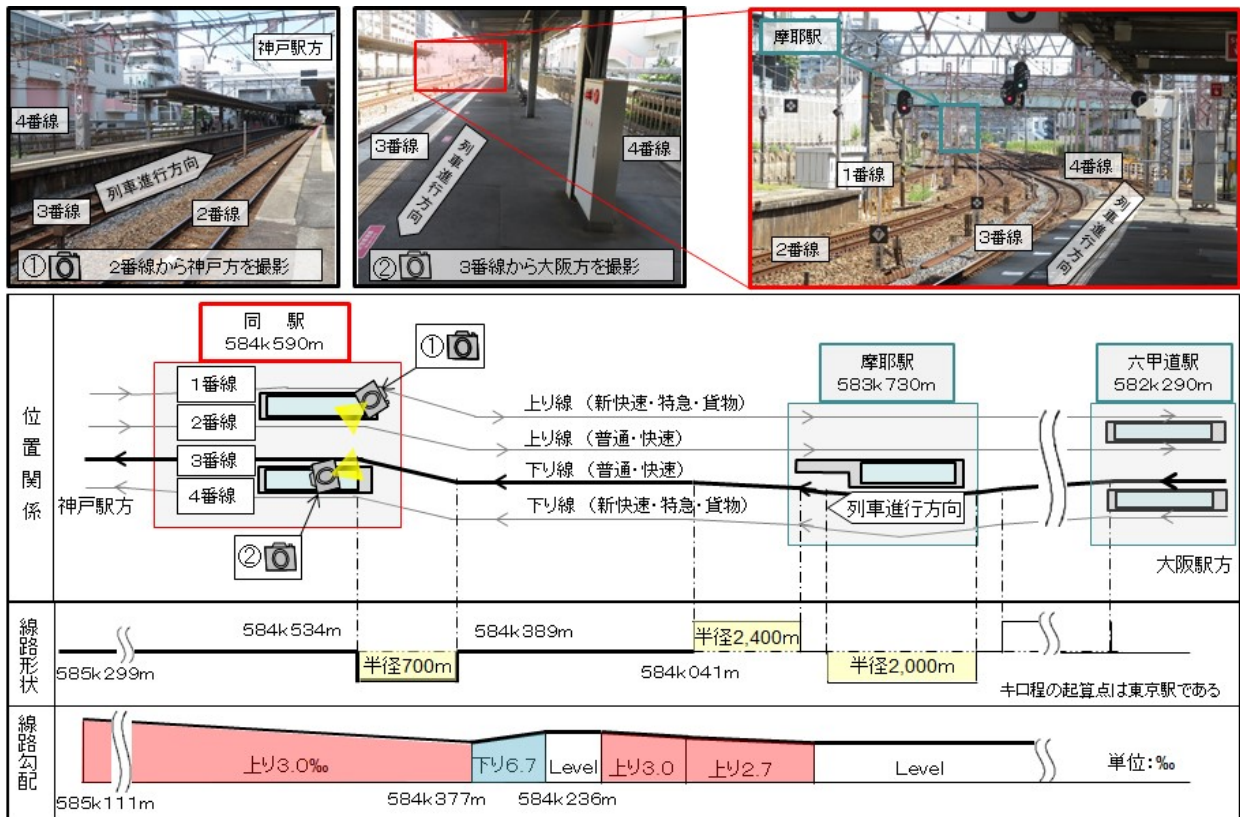 神戸駅方
4番線
列車進行方向
3番線
2番線
① 2番線から神戸方を撮影
3番線
4番線
列車進行方向
② 3番線から大阪方を撮影
摩耶駅
1番線
4番線
2番線
3番線
列車進行方向
位置関係
同 駅
584k590m
①
摩耶駅
583k730m
六甲道駅
582k290m
1番線
2番線
3番線
4番線
上り線 (新快速・特急・貨物)
上り線 (普通・快速)
下り線 (普通・快速)
下り線 (新快速・特急・貨物)
列車進行方向
神戸駅方
②
大阪駅方
線路形状
584k534m
584k389m
半径2,400m
585k299m
半径700m
584k041m
半径2,000m
キロ程の起算点は東京駅である
線路勾配
上り3.0‰
下り6.7
Level
上り3.0
上り2.7
Level
単位:‰
585k111m
584k377m
584k236m